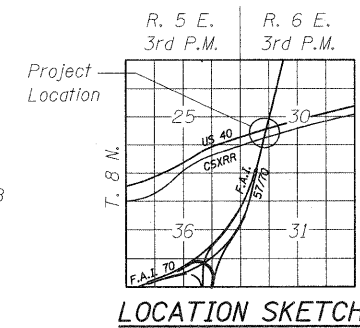 R. 5 E.
3rd P.M.
R. 6 E.
3rd P.M.
Project
Location
25
30
US 40
CSXRR
T. 8 N.
F.A.I.
57/70
36
31
F.A.I. 70
LOCATION SKETCH